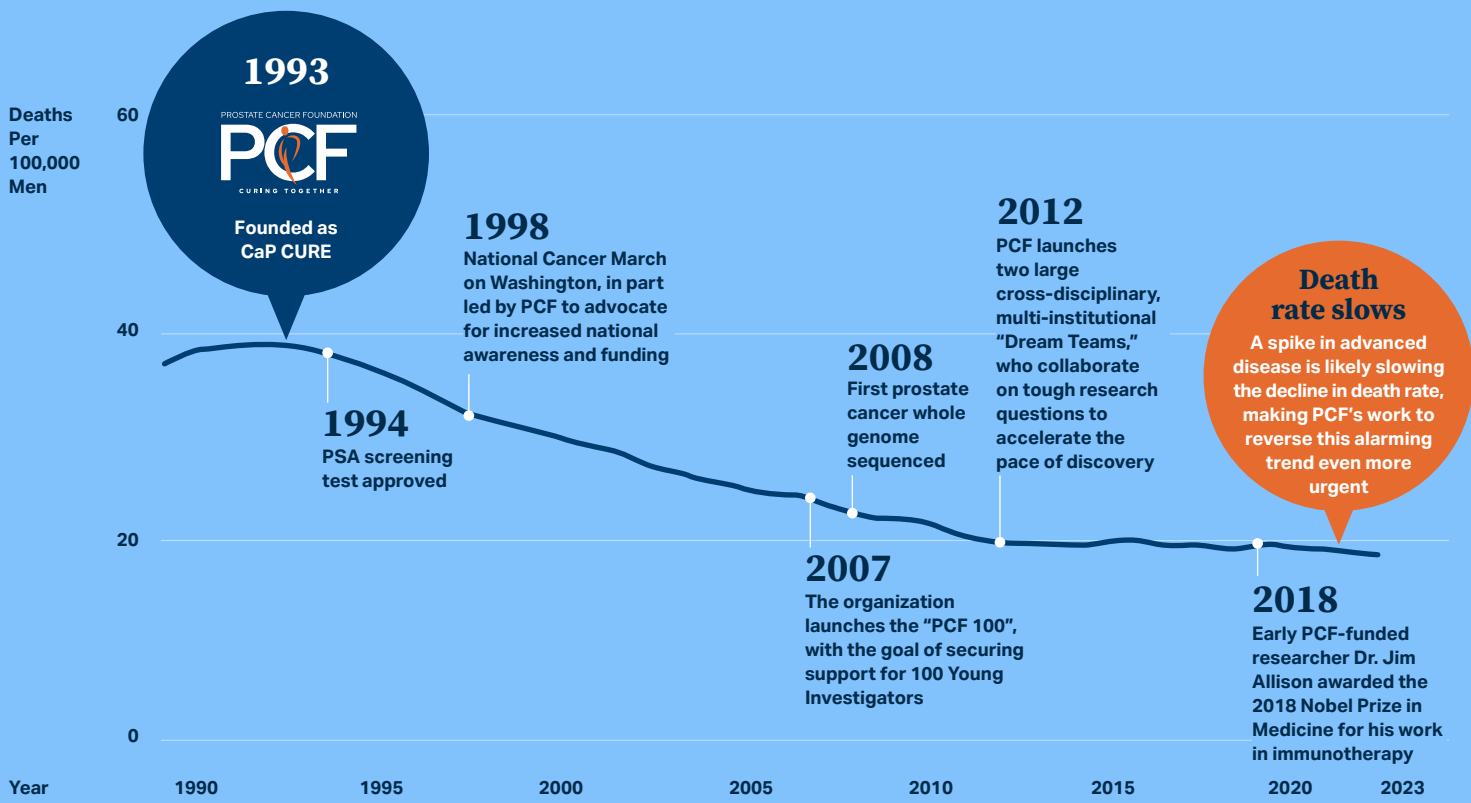 Deaths
Per
100,000
Men
60
40
20
0
1993
PROSTATE CANCER FOUNDATION
PCF
CURING TOGETHER
Founded as
CaP CURE
1994
PSA screening
test approved
1998
National Cancer March
on Washington, in part
led by PCF to advocate
for increased national
awareness and funding
2007
The organization
launches the “PCF 100”,
with the goal of securing
support for 100 Young
Investigators
2008
First prostate
cancer whole
genome
sequenced
2012
PCF launches
two large
cross-disciplinary,
multi-institutional
“Dream Teams,”
who collaborate
on tough research
questions to
accelerate the
pace of discovery
Death
rate slows
A spike in advanced
disease is likely slowing
the decline in death rate,
making PCF’s work to
reverse this alarming
trend even more
urgent
2018
Early PCF-funded
researcher Dr. Jim
Allison awarded the
2018 Nobel Prize in
Medicine for his work
in immunotherapy
Year
1990
1995
2000
2005
2010
2015
2020
2023